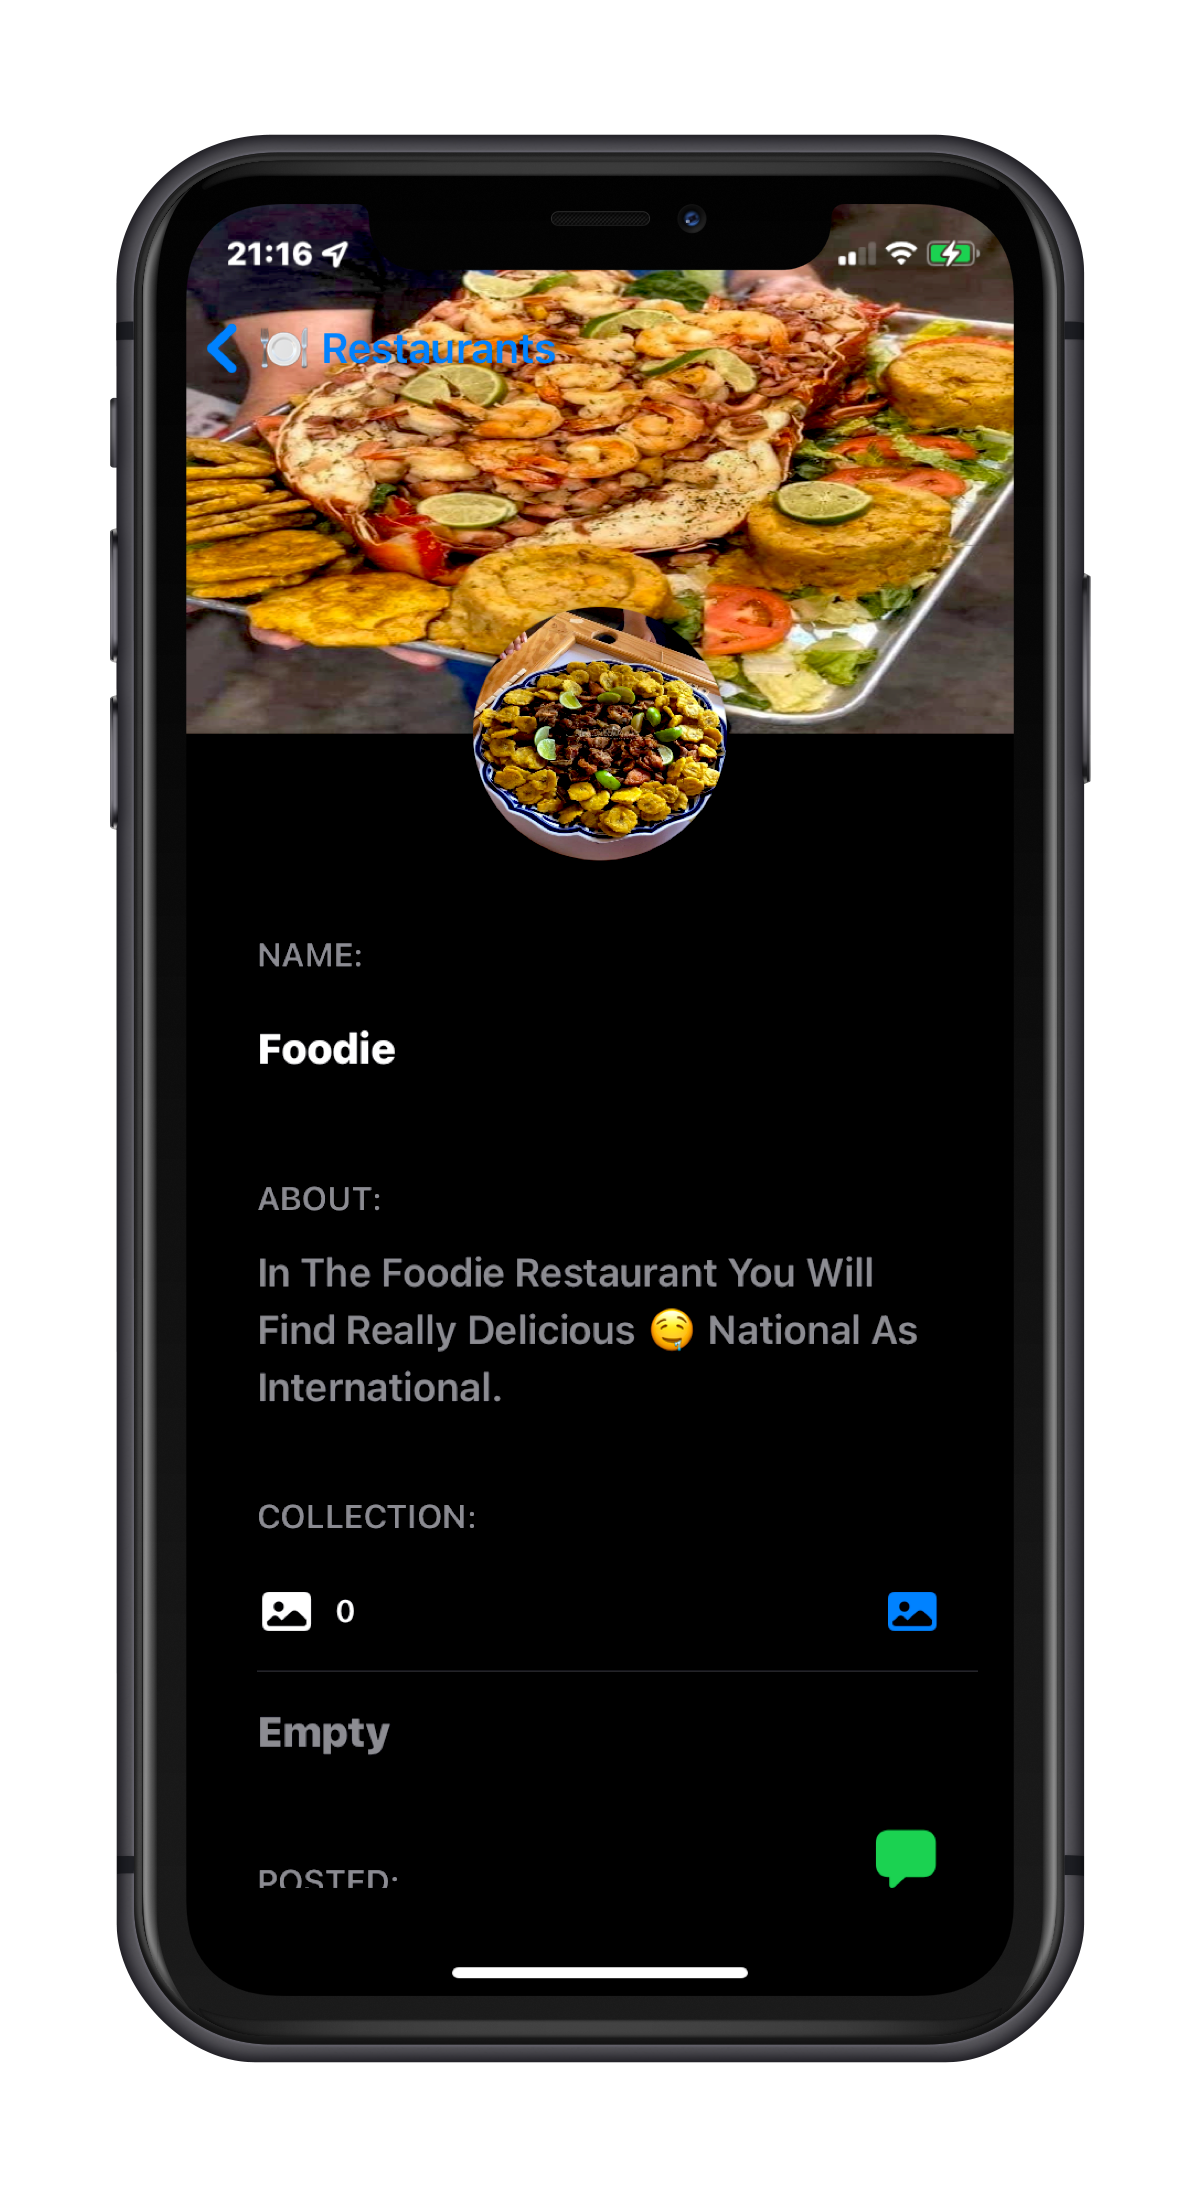 21:16
🍽️ Restaurants
NAME:
Foodie
ABOUT:
In The Foodie Restaurant You Will
Find Really Delicious 🤤 National As
International.
COLLECTION:
0
Empty
POSTED: